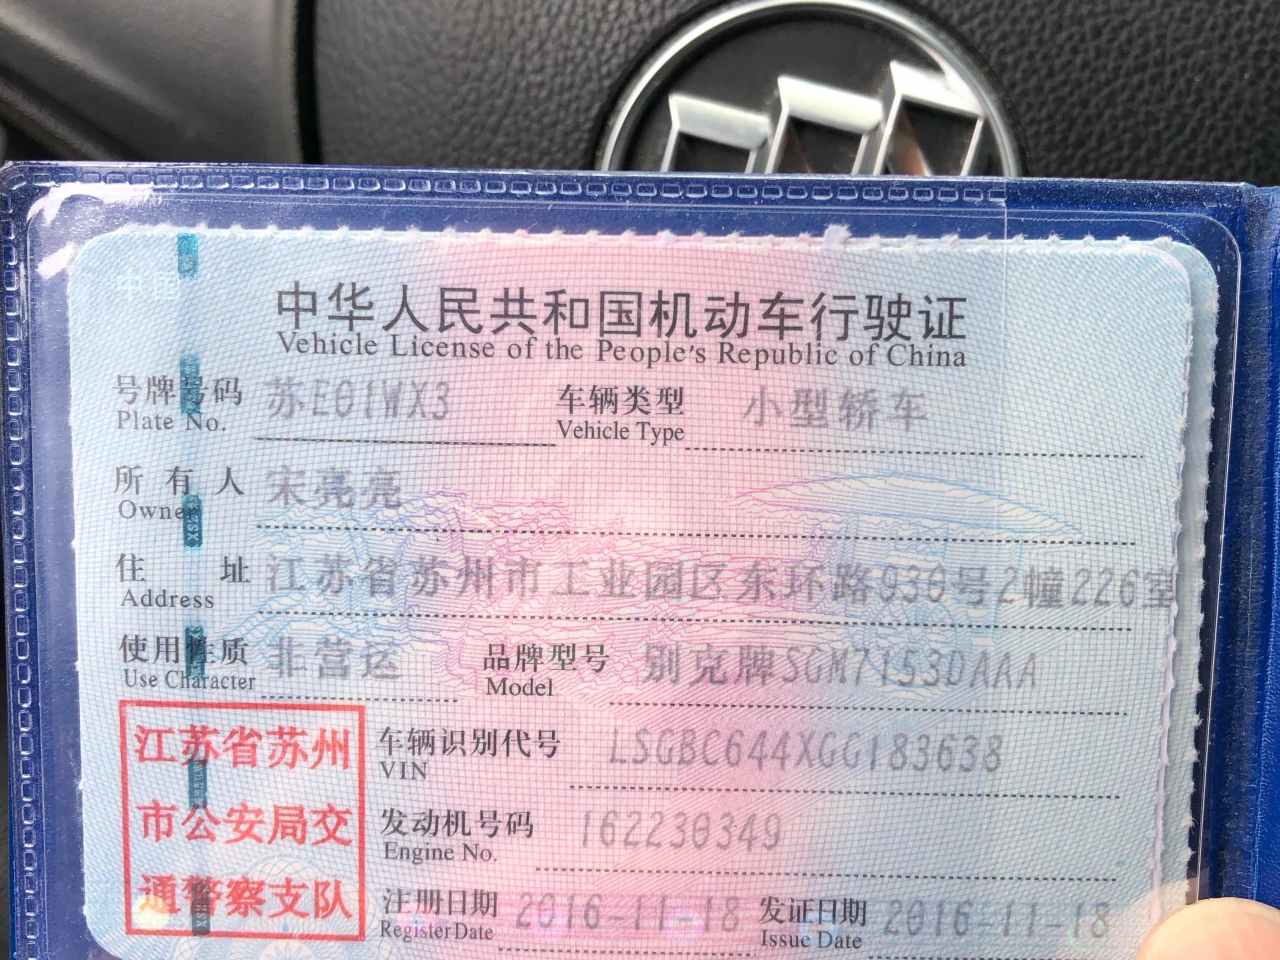 中国
中华人民共和国机动车行驶证
Vehicle License of the People's Republic of China
号牌号码 苏E01WX3 车辆类型 小型轿车
Plate No. Vehicle Type
所有人 宋亮亮
Owner
住址 江苏省苏州市工业园区东环路930号2幢226室
Address
使用性质 非营运 品牌型号 别克牌SGM7153DAAA
Use Character Model
江苏省苏州 车辆识别代号 LSGBC644XGG183638
VIN
市公安局交 发动机号码 162230349
Engine No.
通警察支队 注册日期 2016-11-18 发证日期 2016-11-18
Register Date Issue Date